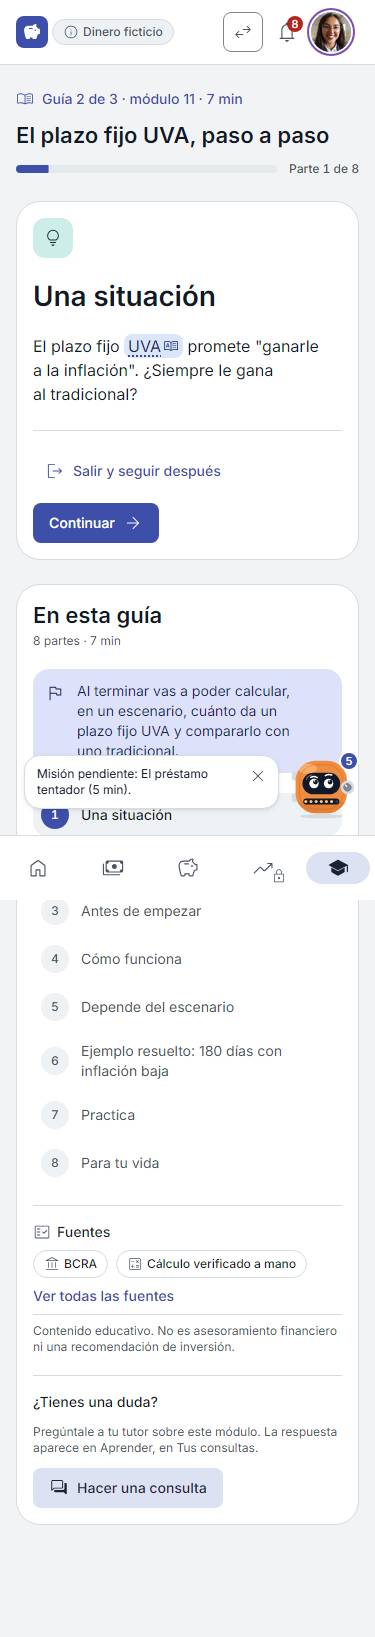 Dinero ficticio
8
Guía 2 de 3 · módulo 11 · 7 min
El plazo fijo UVA, paso a paso
Parte 1 de 8
Una situación
El plazo fijo UVA promete "ganarle
a la inflación". ¿Siempre le gana
al tradicional?
Salir y seguir después
Continuar
En esta guía
8 partes · 7 min
Al terminar vas a poder calcular,
en un escenario, cuánto da un
plazo fijo UVA y compararlo con
uno tradicional.
Misión pendiente: El préstamo
tentador (5 min).
5
1 Una situación
3 Antes de empezar
4 Cómo funciona
5 Depende del escenario
6 Ejemplo resuelto: 180 días con
inflación baja
7 Practica
8 Para tu vida
Fuentes
BCRA
Cálculo verificado a mano
Ver todas las fuentes
Contenido educativo. No es asesoramiento financiero
ni una recomendación de inversión.
¿Tienes una duda?
Pregúntale a tu tutor sobre este módulo. La respuesta
aparece en Aprender, en Tus consultas.
Hacer una consulta